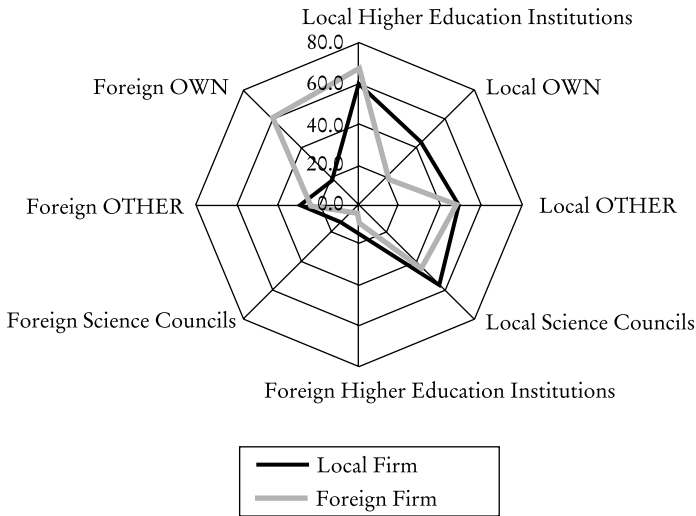 Local Higher Education Institutions
80.0
Foreign OWN
60.0
Local OWN
40.0
20.0
Foreign OTHER
0.0
Local OTHER
Foreign Science Councils
Local Science Councils
Foreign Higher Education Institutions
Local Firm
Foreign Firm